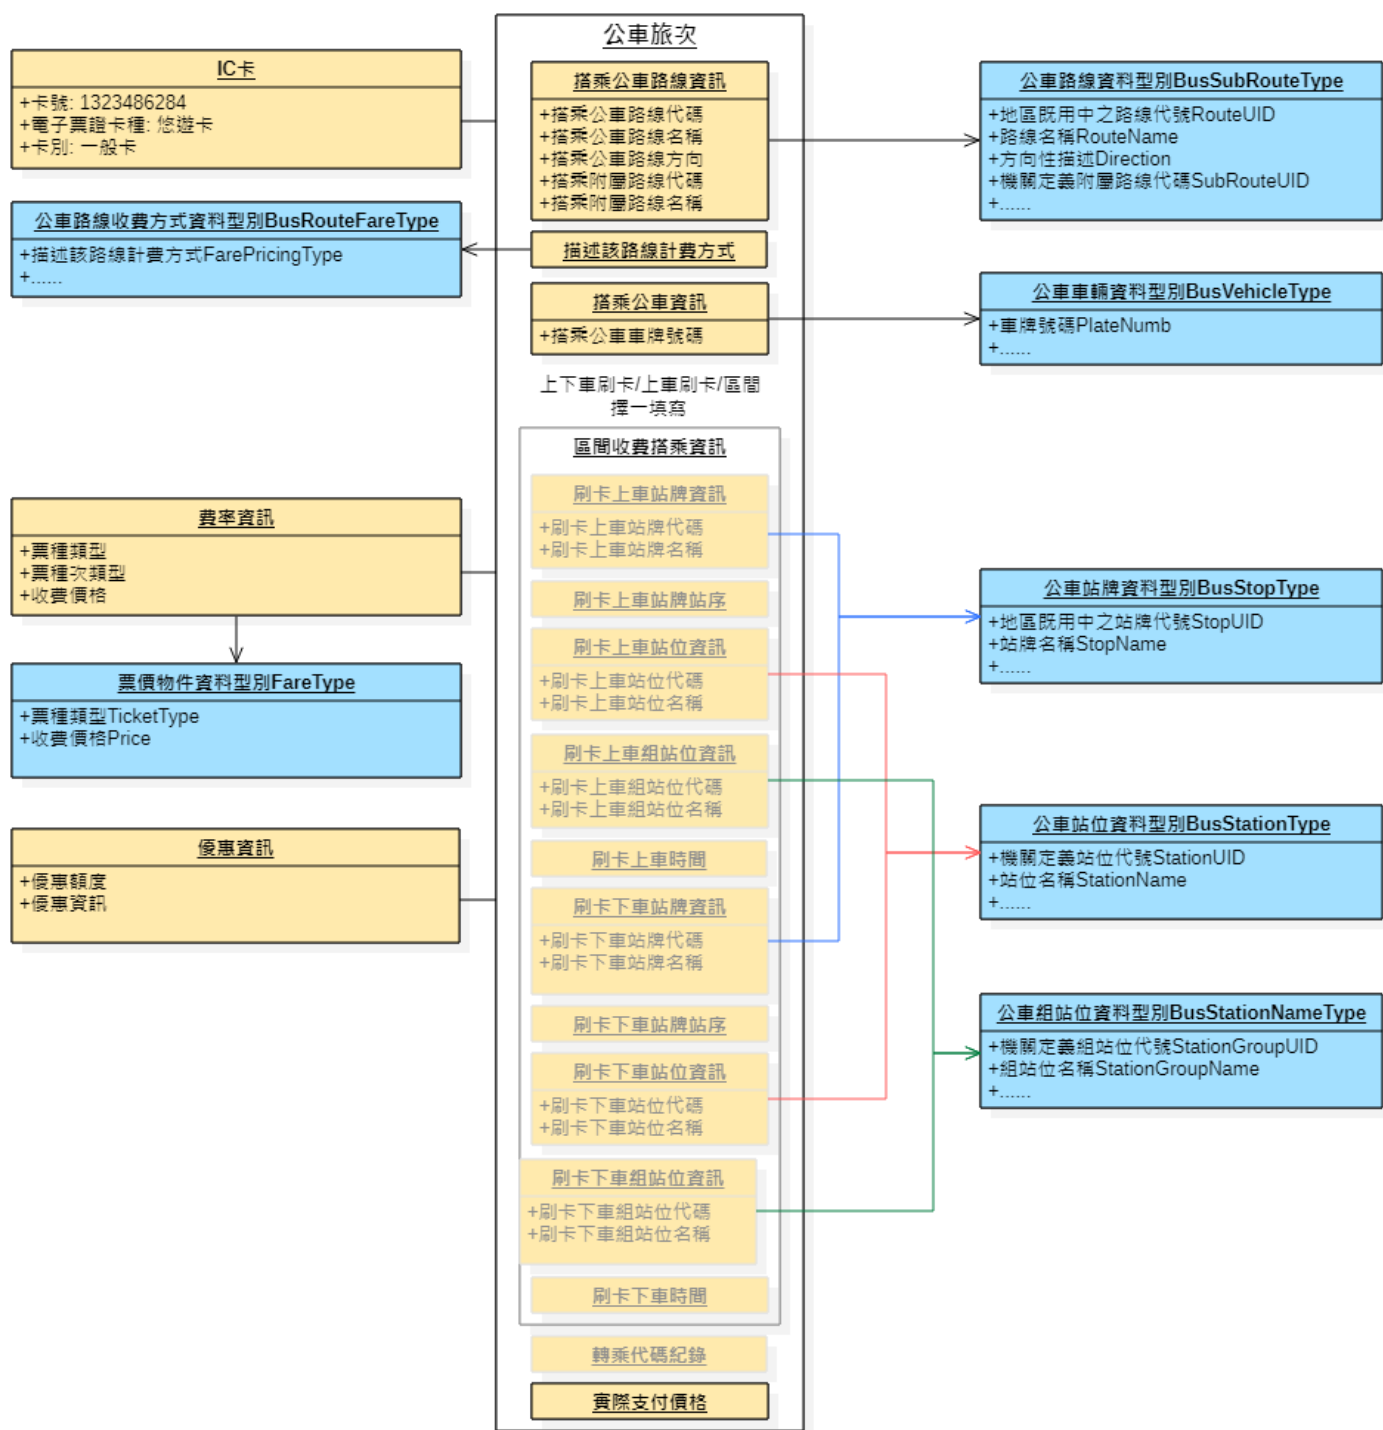 公車旅次
IC卡
+卡號: 1323486284
+電子票證卡種: 悠遊卡
+卡別: 一般卡
公車路線收費方式資料型別BusRouteFareType
+描述該路線計費方式FarePricingType
+......
費率資訊
+票種類型
+票種次類型
+收費價格
票價物件資料型別FareType
+票種類型TicketType
+收費價格Price
優惠資訊
+優惠額度
+優惠資訊
搭乘公車路線資訊
+搭乘公車路線代碼
+搭乘公車路線名稱
+搭乘公車路線方向
+搭乘附屬路線代碼
+搭乘附屬路線名稱
描述該路線計費方式
搭乘公車資訊
+搭乘公車車牌號碼
上下車刷卡/上車刷卡/區間
擇一填寫
區間收費搭乘資訊
刷卡上車站牌資訊
+刷卡上車站牌代碼
+刷卡上車站牌名稱
刷卡上車站牌站序
刷卡上車站位資訊
+刷卡上車站位代碼
+刷卡上車站位名稱
刷卡上車組站位資訊
+刷卡上車組站位代碼
+刷卡上車組站位名稱
刷卡上車時間
刷卡下車站牌資訊
+刷卡下車站牌代碼
+刷卡下車站牌名稱
刷卡下車站牌站序
刷卡下車站位資訊
+刷卡下車站位代碼
+刷卡下車站位名稱
刷卡下車組站位資訊
+刷卡下車組站位代碼
+刷卡下車組站位名稱
刷卡下車時間
轉乘代碼紀錄
實際支付價格
公車路線資料型別BusSubRouteType
+地區既用中之路線代號RouteUID
+路線名稱RouteName
+方向性描述Direction
+機關定義附屬路線代碼SubRouteUID
+......
公車車輛資料型別BusVehicleType
+車牌號碼PlateNumb
+......
公車站牌資料型別BusStopType
+地區既用中之站牌代號StopUID
+站牌名稱StopName
+......
公車站位資料型別BusStationType
+機關定義站位代號StationUID
+站位名稱StationName
+......
公車組站位資料型別BusStationNameType
+機關定義組站位代號StationGroupUID
+組站位名稱StationGroupName
+......